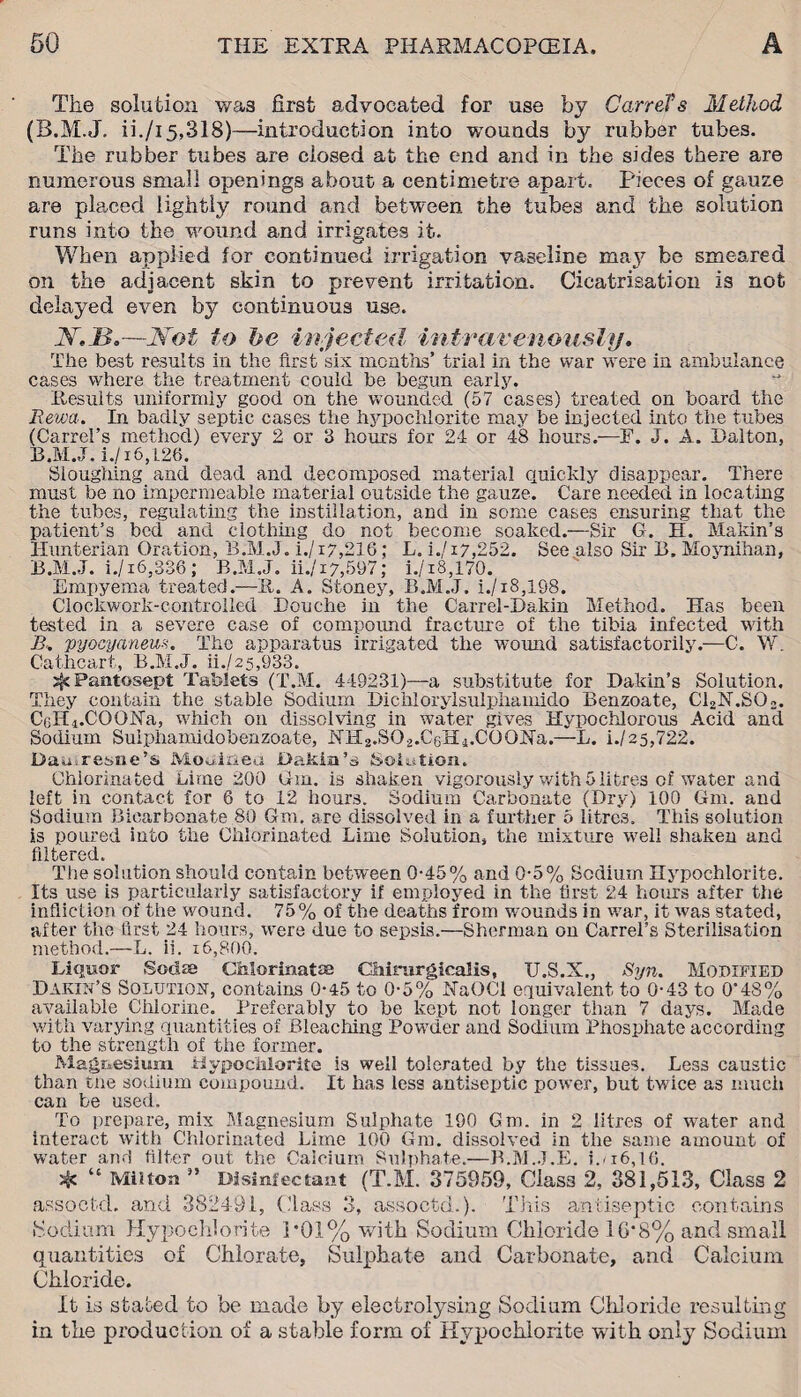 50 THE EXTRA PHARMACOPŒIA. A
The solution was first advocated for use by Carrel's Method
(B.M.J. ii./15,318)—introduction into wounds by rubber tubes.
The rubber tubes are closed at the end and in the sides there are
numerous small openings about a centimetre apart. Pieces of gauze
are placed lightly round and between the tubes and the solution
runs into the wound and irrigates it.
When applied for continued irrigation vaseline may be smeared
on the adjacent skin to prevent irritation. Cicatrisation is not
delayed even by continuous use.
N.B.—Not to be injected intravenously.
The best results in the first six months' trial in the war were in ambulance
cases where the treatment could be begun early.
Results uniformly good on the wounded (57 cases) treated on board the
Rewa. In badly septic cases the hypochlorite may be injected into the tubes
(Carrel's method) every 2 or 3 hours for 24 or 48 hours.—F. J. A. Dalton,
B.M.J. i./16,126.
Sloughing and dead and decomposed material quickly disappear. There
must be no impermeable material outside the gauze. Care needed in locating
the tubes, regulating the instillation, and in some cases ensuring that the
patient's bed and clothing do not become soaked.—Sir G. H. Makin's
Hunterian Oration, B.M.J. i./17,216; L. i./17,252. See also Sir B. Moynihan,
B.M.J. i./16,336; B.M.J. ii./17,597; i./18,170.
Empyema treated.—R. A. Stoney, B.M.J. i./18,198.
Clockwork-controlled Douche in the Carrel-Dakin Method. Has been
tested in a severe case of compound fracture of the tibia infected with
B. pyocyaneus. The apparatus irrigated the wound satisfactorily.—C. W.
Cathcart, B.M.J. ii./25,933.
⁂ Pantosept Tablets (T.M. 449231)—a substitute for Dakin's Solution.
They contain the stable Sodium Dichlorylsulphamido Benzoate, Cl₂N.SO₂.
C₆H₄.COONa, which on dissolving in water gives Hypochlorous Acid and
Sodium Sulphamidobenzoate, NH₂.SO₂.C₆H₄.COONa.—L. i./25,722.
Dauresne's Modified Dakin's Solution.
Chlorinated Lime 200 Gm. is shaken vigorously with 5 litres of water and
left in contact for 6 to 12 hours. Sodium Carbonate (Dry) 100 Gm. and
Sodium Bicarbonate 80 Gm. are dissolved in a further 5 litres. This solution
is poured into the Chlorinated Lime Solution, the mixture well shaken and
filtered.
The solution should contain between 0·45% and 0·5% Sodium Hypochlorite.
Its use is particularly satisfactory if employed in the first 24 hours after the
infliction of the wound. 75% of the deaths from wounds in war, it was stated,
after the first 24 hours, were due to sepsis.—Sherman on Carrel's Sterilisation
method.—L. ii. 16,800.
Liquor Sodæ Chlorinatæ Chirurgicalis, U.S.X., Syn. MODIFIED
DAKIN'S SOLUTION, contains 0·45 to 0·5% NaOCl equivalent to 0·43 to 0·48%
available Chlorine. Preferably to be kept not longer than 7 days. Made
with varying quantities of Bleaching Powder and Sodium Phosphate according
to the strength of the former.
Magnesium Hypochlorite is well tolerated by the tissues. Less caustic
than the sodium compound. It has less antiseptic power, but twice as much
can be used.
To prepare, mix Magnesium Sulphate 190 Gm. in 2 litres of water and
interact with Chlorinated Lime 100 Gm. dissolved in the same amount of
water and filter out the Calcium Sulphate.—B.M.J.E. i./16,16.
⁂ "Milton" Disinfectant (T.M. 375959, Class 2, 381,513, Class 2
assoctd. and 382491, Class 3, assoctd.). This antiseptic contains
Sodium Hypochlorite 1·01% with Sodium Chloride 16·8% and small
quantities of Chlorate, Sulphate and Carbonate, and Calcium
Chloride.
It is stated to be made by electrolysing Sodium Chloride resulting
in the production of a stable form of Hypochlorite with only Sodium